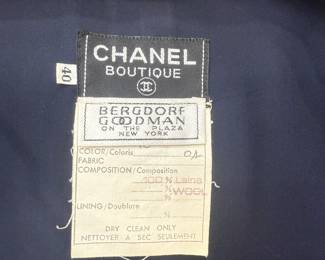 CHANEL
BOUTIQUE
40
BERGDORF
GOODMAN
ON THE PLAZA
NEW YORK
COLOR/Coloris 01
FABRIC
COMPOSITION/Composition
100 % Laine
% WOOL
%
LINING/Doublure
%
DRY CLEAN ONLY
NETTOYER A SEC SEULEMENT